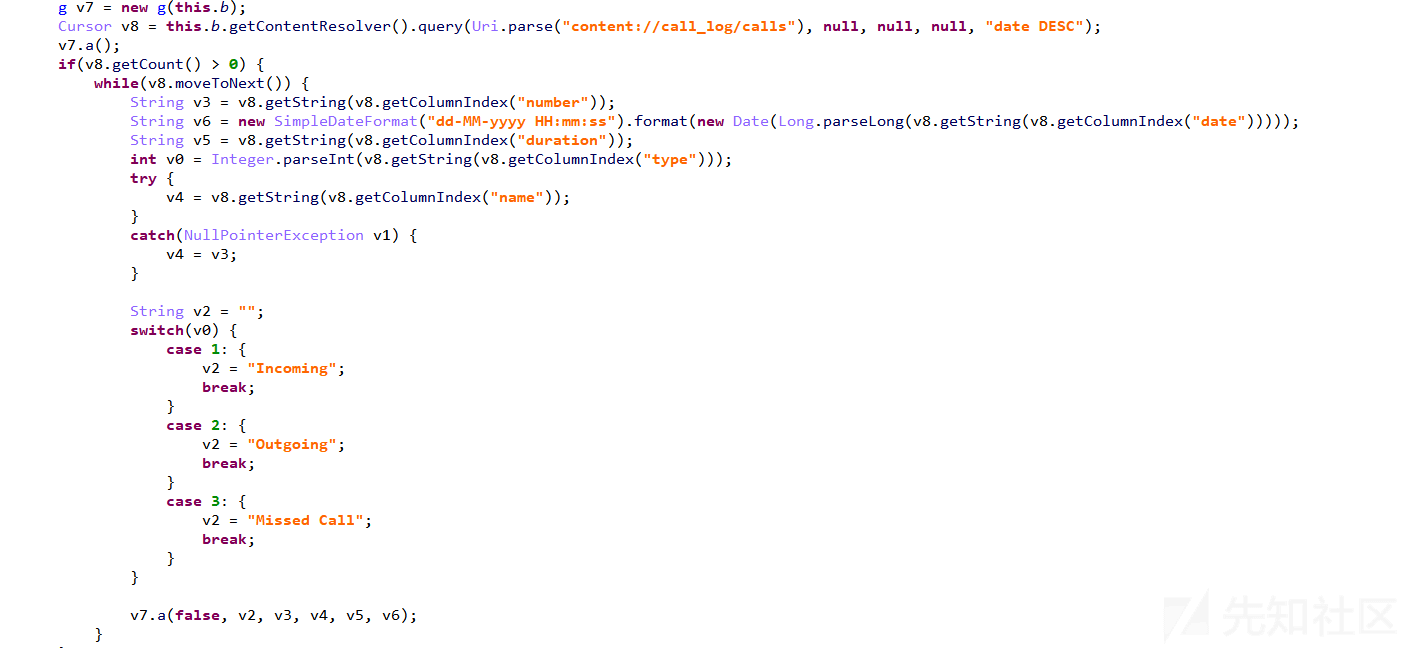 g v7 = new g(this.b);
Cursor v8 = this.b.getContentResolver().query(Uri.parse("content://call_log/calls"), null, null, null, "date DESC");
v7.a();
if(v8.getCount() > 0) {
    while(v8.moveToNext()) {
        String v3 = v8.getString(v8.getColumnIndex("number"));
        String v6 = new SimpleDateFormat("dd-MM-yyyy HH:mm:ss").format(new Date(Long.parseLong(v8.getString(v8.getColumnIndex("date")))));
        String v5 = v8.getString(v8.getColumnIndex("duration"));
        int v0 = Integer.parseInt(v8.getString(v8.getColumnIndex("type")));
        try {
            v4 = v8.getString(v8.getColumnIndex("name"));
        }
        catch(NullPointerException v1) {
            v4 = v3;
        }

        String v2 = "";
        switch(v0) {
            case 1: {
                v2 = "Incoming";
                break;
            }
            case 2: {
                v2 = "Outgoing";
                break;
            }
            case 3: {
                v2 = "Missed Call";
                break;
            }
        }

        v7.a(false, v2, v3, v4, v5, v6);
    }
先知社区